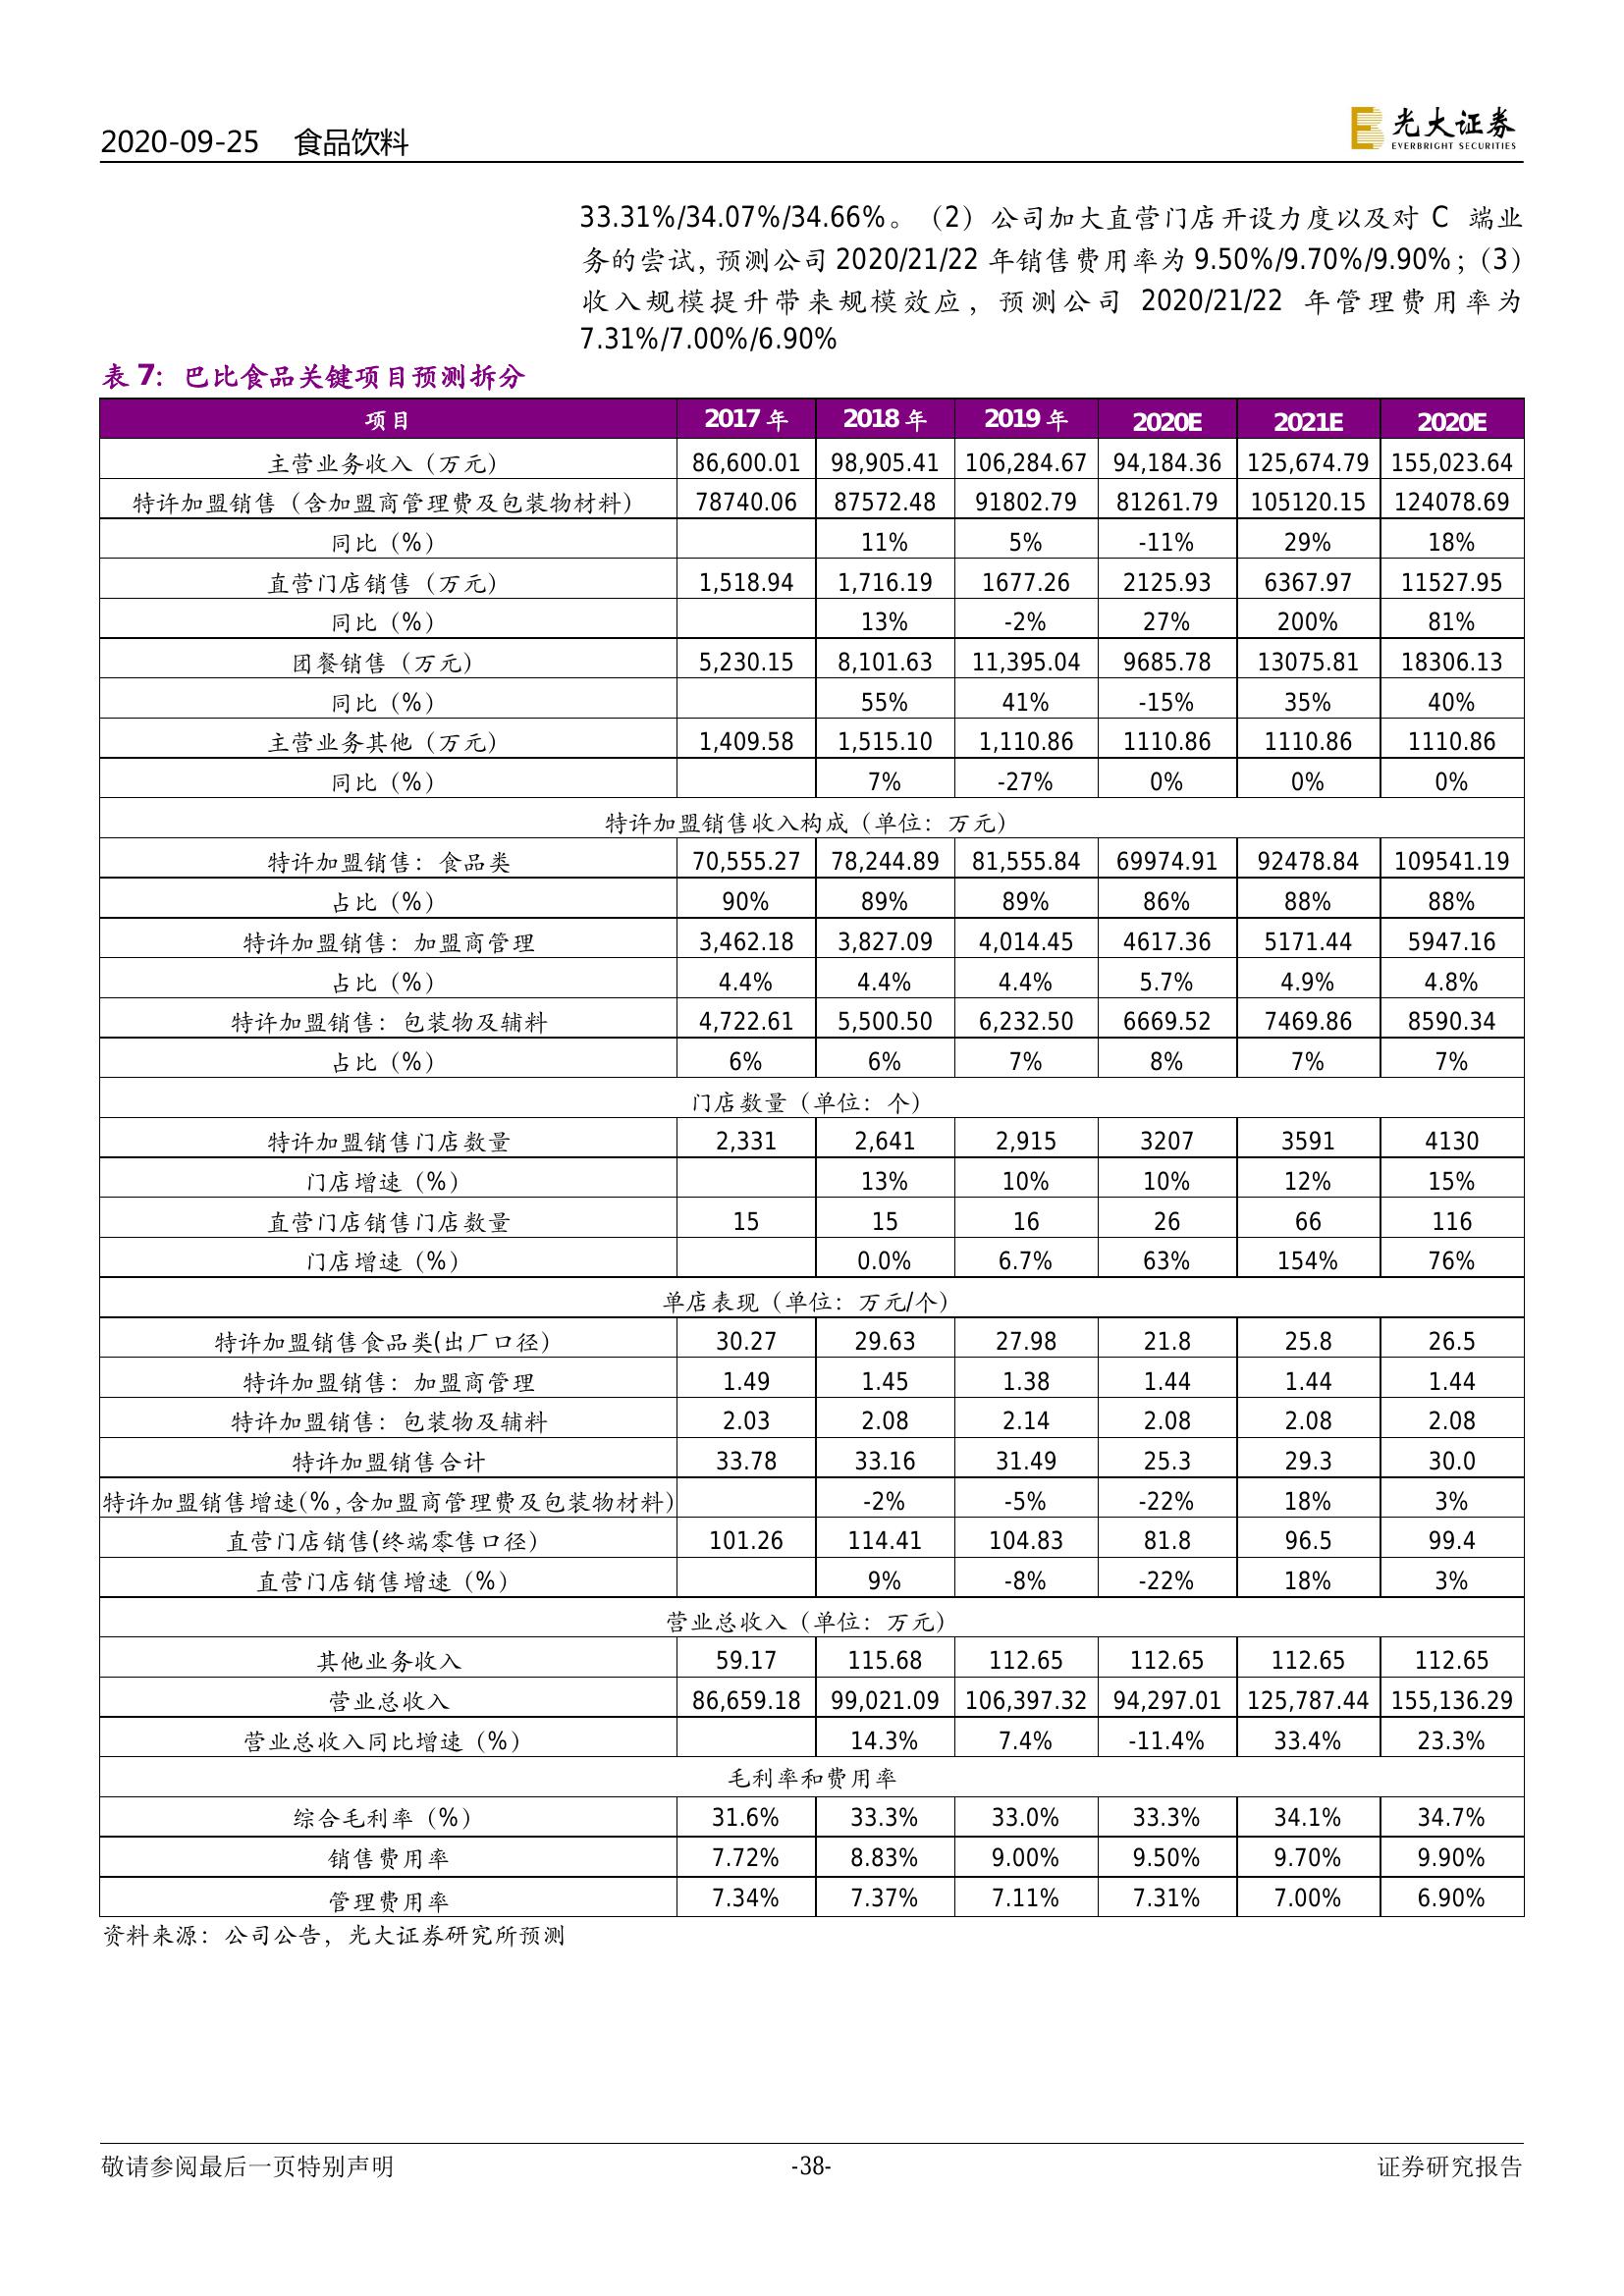 2020-09-25 食品饮料
光大证券
EVERBRIGHT SECURITIES
33.31%/34.07%/34.66%。（2）公司加大直营门店开设力度以及对 C 端业
务的尝试，预测公司 2020/21/22 年销售费用率为 9.50%/9.70%/9.90%；（3）
收入规模提升带来规模效应，预测公司 2020/21/22 年管理费用率为
7.31%/7.00%/6.90%
表 7：巴比食品关键项目预测拆分
项目 2017 年 2018 年 2019 年 2020E 2021E 2020E
主营业务收入（万元） 86,600.01 98,905.41 106,284.67 94,184.36 125,674.79 155,023.64
特许加盟销售（含加盟商管理费及包装物材料） 78740.06 87572.48 91802.79 81261.79 105120.15 124078.69
同比（%） 11% 5% -11% 29% 18%
直营门店销售（万元） 1,518.94 1,716.19 1677.26 2125.93 6367.97 11527.95
同比（%） 13% -2% 27% 200% 81%
团餐销售（万元） 5,230.15 8,101.63 11,395.04 9685.78 13075.81 18306.13
同比（%） 55% 41% -15% 35% 40%
主营业务其他（万元） 1,409.58 1,515.10 1,110.86 1110.86 1110.86 1110.86
同比（%） 7% -27% 0% 0% 0%
特许加盟销售收入构成（单位：万元）
特许加盟销售：食品类 70,555.27 78,244.89 81,555.84 69974.91 92478.84 109541.19
占比（%） 90% 89% 89% 86% 88% 88%
特许加盟销售：加盟商管理 3,462.18 3,827.09 4,014.45 4617.36 5171.44 5947.16
占比（%） 4.4% 4.4% 4.4% 5.7% 4.9% 4.8%
特许加盟销售：包装物及辅料 4,722.61 5,500.50 6,232.50 6669.52 7469.86 8590.34
占比（%） 6% 6% 7% 8% 7% 7%
门店数量（单位：个）
特许加盟销售门店数量 2,331 2,641 2,915 3207 3591 4130
门店增速（%） 13% 10% 10% 12% 15%
直营门店销售门店数量 15 15 16 26 66 116
门店增速（%） 0.0% 6.7% 63% 154% 76%
单店表现（单位：万元/个）
特许加盟销售食品类(出厂口径） 30.27 29.63 27.98 21.8 25.8 26.5
特许加盟销售：加盟商管理 1.49 1.45 1.38 1.44 1.44 1.44
特许加盟销售：包装物及辅料 2.03 2.08 2.14 2.08 2.08 2.08
特许加盟销售合计 33.78 33.16 31.49 25.3 29.3 30.0
特许加盟销售增速(%,含加盟商管理费及包装物材料) -2% -5% -22% 18% 3%
直营门店销售(终端零售口径） 101.26 114.41 104.83 81.8 96.5 99.4
直营门店销售增速（%） 9% -8% -22% 18% 3%
营业总收入（单位：万元）
其他业务收入 59.17 115.68 112.65 112.65 112.65 112.65
营业总收入 86,659.18 99,021.09 106,397.32 94,297.01 125,787.44 155,136.29
营业总收入同比增速（%） 14.3% 7.4% -11.4% 33.4% 23.3%
毛利率和费用率
综合毛利率（%） 31.6% 33.3% 33.0% 33.3% 34.1% 34.7%
销售费用率 7.72% 8.83% 9.00% 9.50% 9.70% 9.90%
管理费用率 7.34% 7.37% 7.11% 7.31% 7.00% 6.90%
资料来源：公司公告，光大证券研究所预测
敬请参阅最后一页特别声明 -38- 证券研究报告